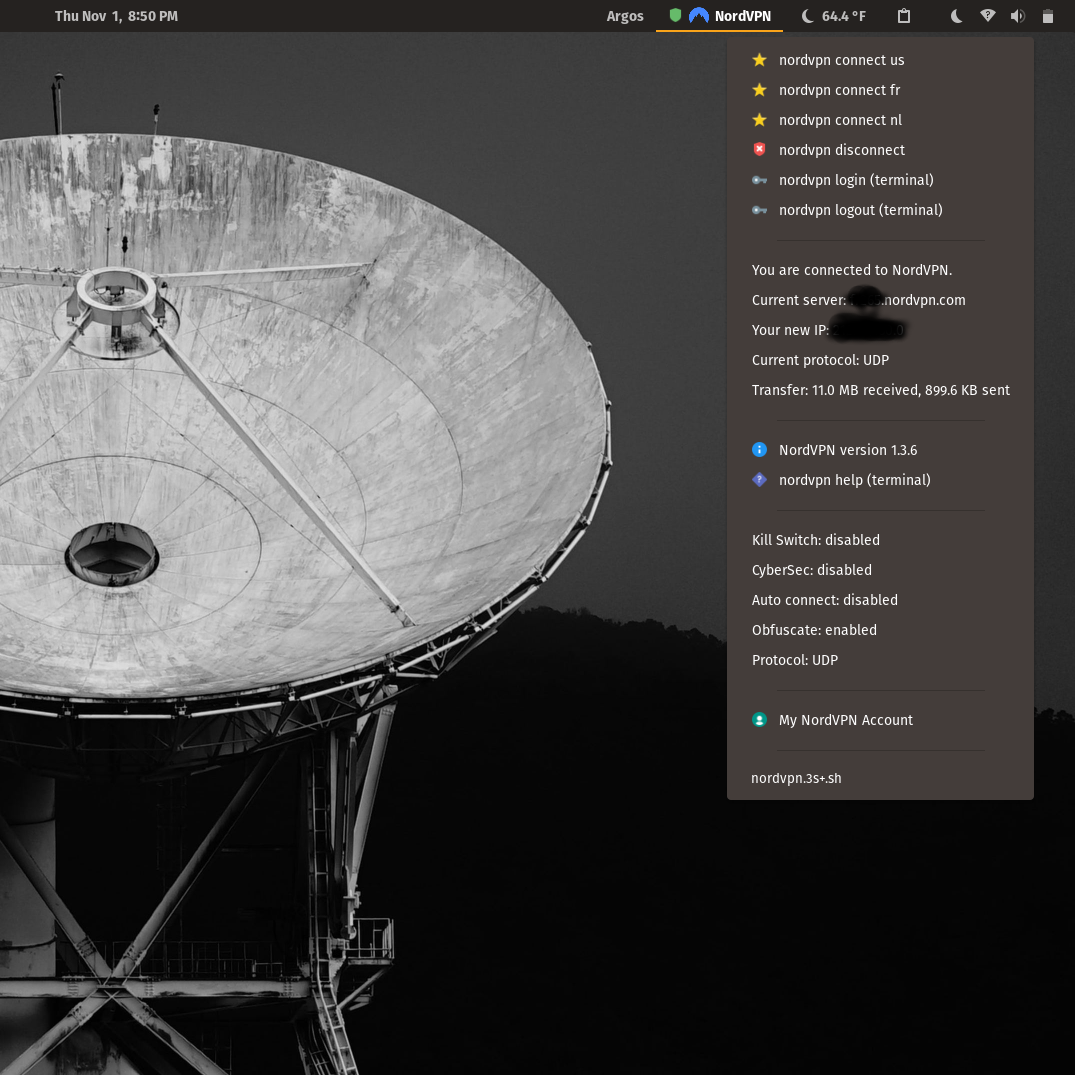 Thu Nov 1, 8:50 PM
Argos
NordVPN
64.4 °F
nordvpn connect us
nordvpn connect fr
nordvpn connect nl
nordvpn disconnect
nordvpn login (terminal)
nordvpn logout (terminal)
You are connected to NordVPN.
Current server: .nordvpn.com
Your new IP:
Current protocol: UDP
Transfer: 11.0 MB received, 899.6 KB sent
NordVPN version 1.3.6
nordvpn help (terminal)
Kill Switch: disabled
CyberSec: disabled
Auto connect: disabled
Obfuscate: enabled
Protocol: UDP
My NordVPN Account
nordvpn.3s+.sh